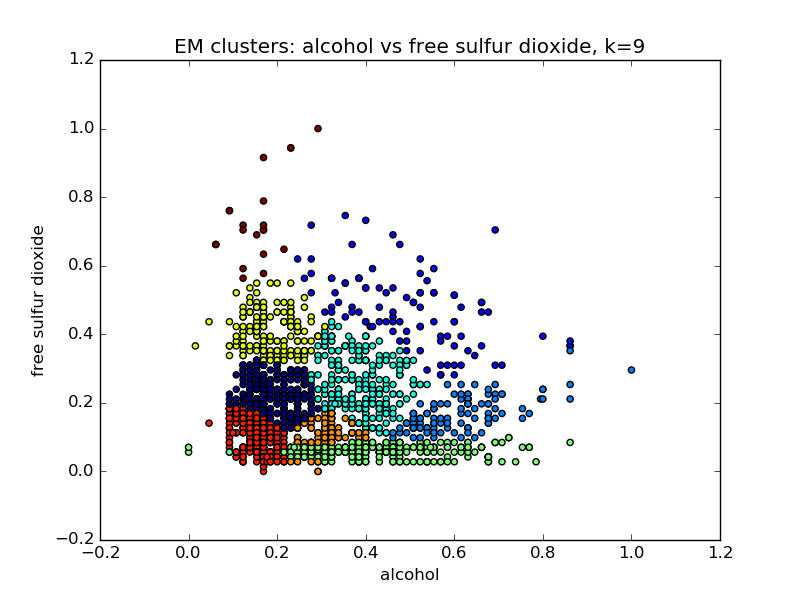 EM clusters: alcohol vs free sulfur dioxide, k=9
1.2
1.0
0.8
0.6
0.4
0.2
0.0
−0.2
free sulfur dioxide
−0.2 0.0 0.2 0.4 0.6 0.8 1.0 1.2
alcohol